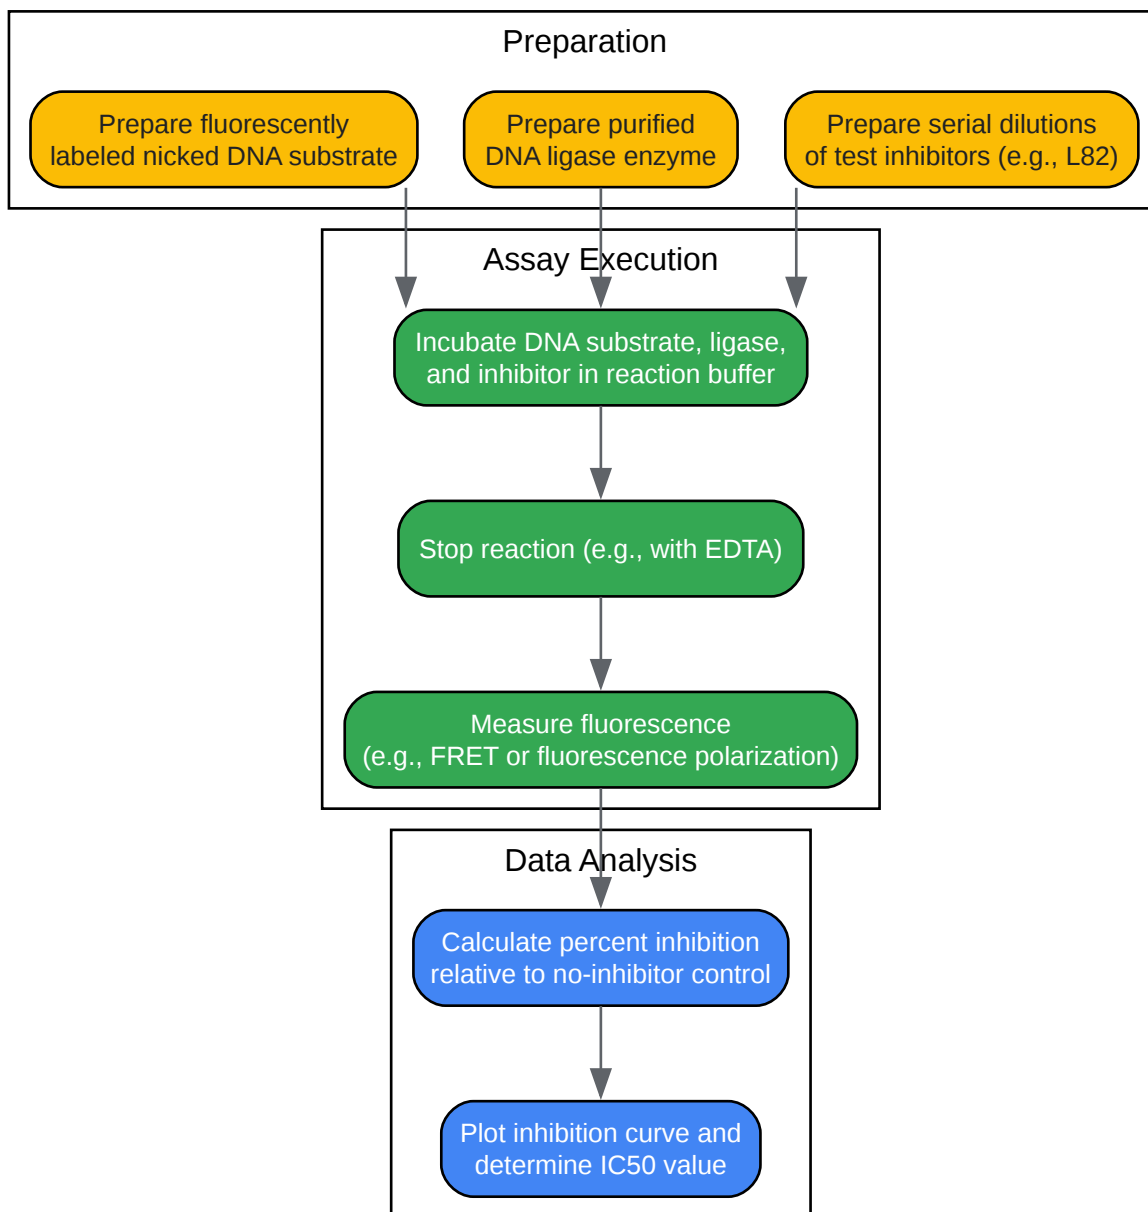 Preparation
Prepare fluorescently
labeled nicked DNA substrate
Prepare purified
DNA ligase enzyme
Prepare serial dilutions
of test inhibitors (e.g., L82)
Assay Execution
Incubate DNA substrate, ligase,
and inhibitor in reaction buffer
Stop reaction (e.g., with EDTA)
Measure fluorescence
(e.g., FRET or fluorescence polarization)
Data Analysis
Calculate percent inhibition
relative to no-inhibitor control
Plot inhibition curve and
determine IC50 value